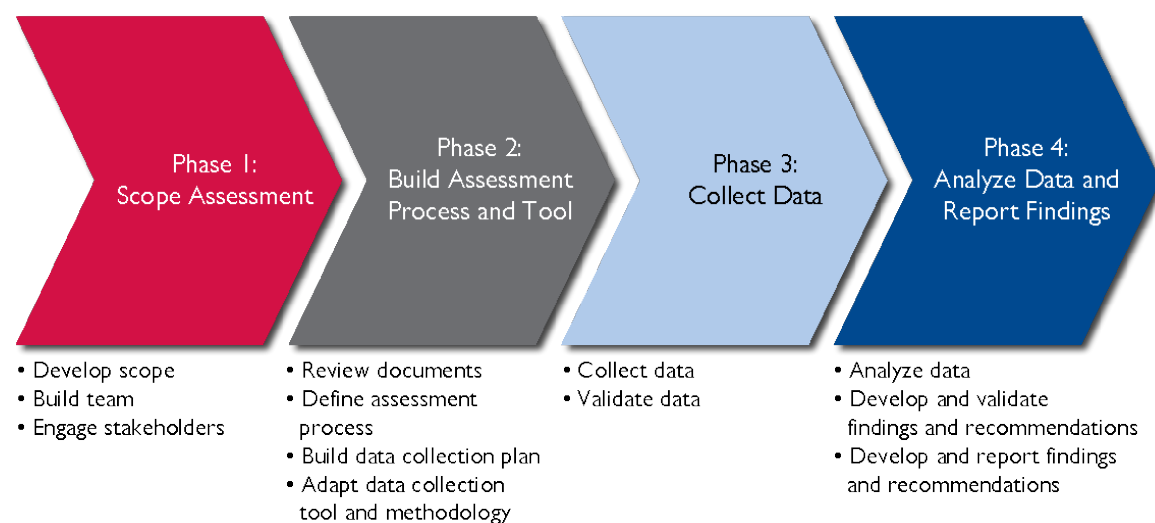 Phase 1:
Scope Assessment
Phase 2:
Build Assessment
Process and Tool
Phase 3:
Collect Data
Phase 4:
Analyze Data and
Report Findings
• Develop scope
• Build team
• Engage stakeholders
• Review documents
• Define assessment
process
• Build data collection plan
• Adapt data collection
tool and methodology
• Collect data
• Validate data
• Analyze data
• Develop and validate
findings and recommendations
• Develop and report findings
and recommendations